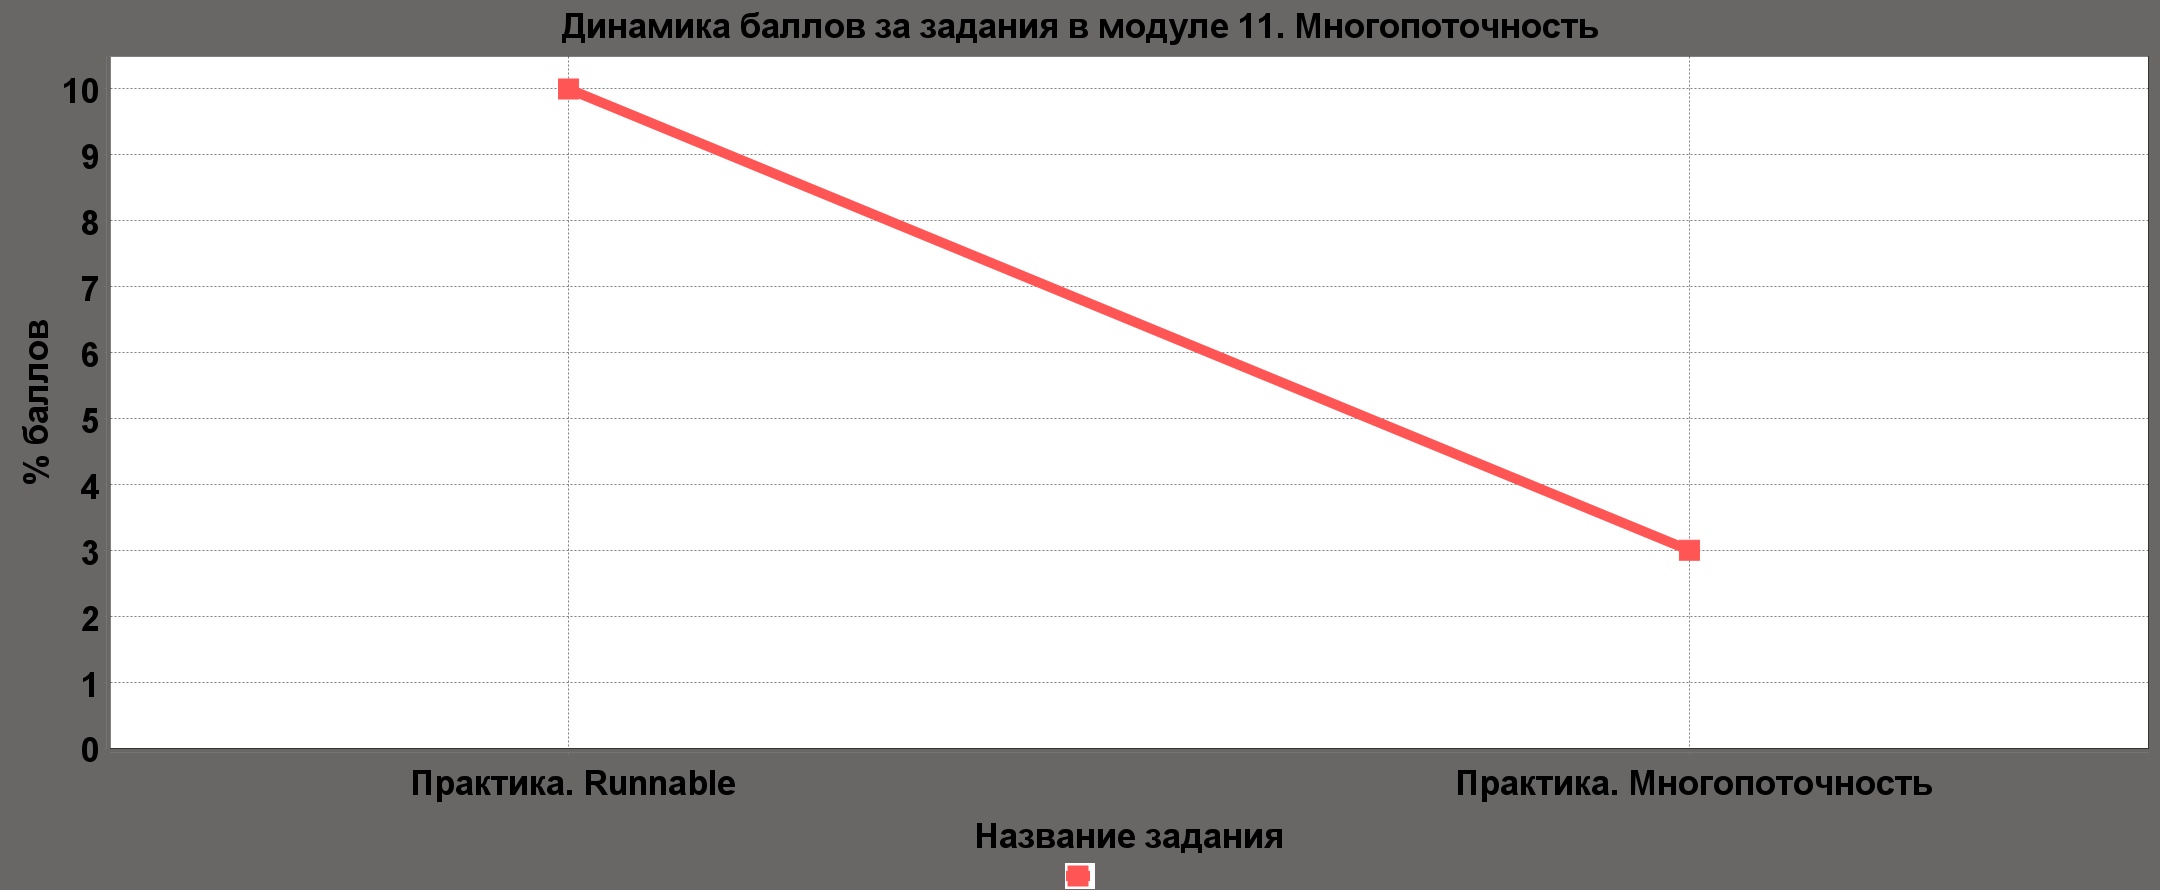 Динамика баллов за задания в модуле 11. Многопоточность
10
9
8
7
6
5
4
3
2
1
0
% баллов
Практика. Runnable
Практика. Многопоточность
Название задания